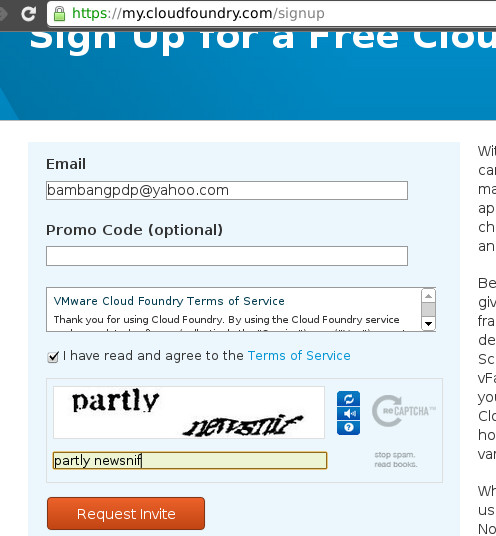 https://my.cloudfoundry.com/signup
Sign Up for a Free Clou
Email
bambangpdp@yahoo.com
Promo Code (optional)
VMware Cloud Foundry Terms of Service
Thank you for using Cloud Foundry. By using the Cloud Foundry service
I have read and agree to the Terms of Service
partly newsnif
reCAPTCHA™
partly newsnif
stop spam.
read books.
Request Invite
Wit
car
ma
ap
ch
an
Be
giv
fra
de
Sc
vFa
you
Clo
ho
var
Wh
us
No